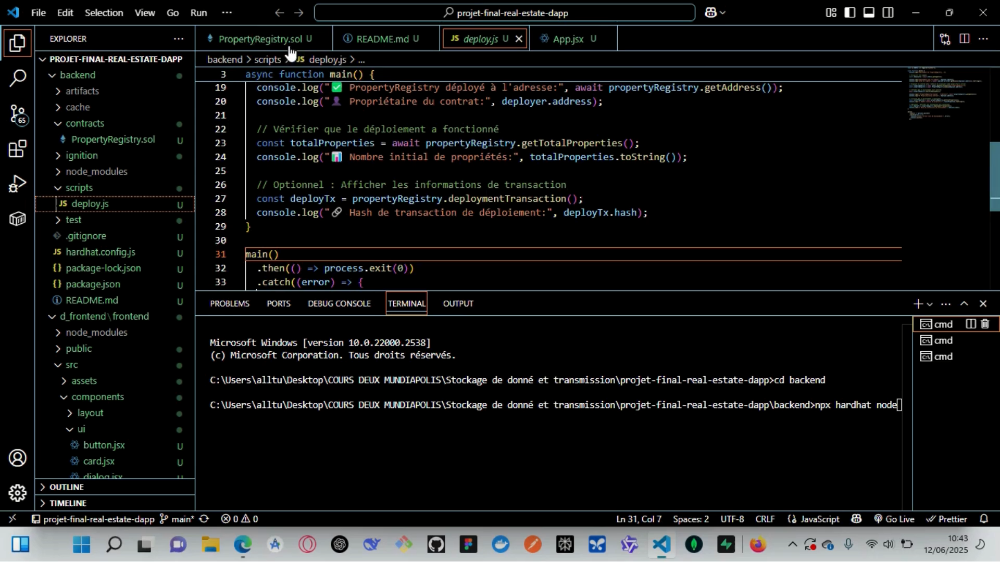 File Edit Selection View Go Run ···
projet-final-real-estate-dapp
EXPLORER ···
PROJET-FINAL-REAL-ESTATE-DAPP
backend
artifacts
cache
contracts
PropertyRegistry.sol U
ignition
node_modules
scripts
JS deploy.js U
test
.gitignore U
JS hardhat.config.js U
{} package-lock.json U
{} package.json U
README.md U
d_frontend\frontend
node_modules
public
src
assets
components
layout
ui
button.jsx U
card.jsx U
dialog.jsx U
OUTLINE
TIMELINE
65
PropertyRegistry.sol U
README.md U
JS deploy.js U
App.jsx U
backend > scripts > JS deploy.js > ...
3 async function main() {
19 console.log("✅ PropertyRegistry déployé à l'adresse:", await propertyRegistry.getAddress());
20 console.log("👤 Propriétaire du contrat:", deployer.address);
21
22 // Vérifier que le déploiement a fonctionné
23 const totalProperties = await propertyRegistry.getTotalProperties();
24 console.log("📊 Nombre initial de propriétés:", totalProperties.toString());
25
26 // Optionnel : Afficher les informations de transaction
27 const deployTx = propertyRegistry.deploymentTransaction();
28 console.log("🔗 Hash de transaction de déploiement:", deployTx.hash);
29 }
30
31 main()
32 .then(() => process.exit(0))
33 .catch((error) => {
PROBLEMS PORTS DEBUG CONSOLE TERMINAL OUTPUT
Microsoft Windows [version 10.0.22000.2538]
(c) Microsoft Corporation. Tous droits réservés.
C:\Users\alltu\Desktop\COURS DEUX MUNDIAPOLIS\Stockage de donné et transmission\projet-final-real-estate-dapp>cd backend
C:\Users\alltu\Desktop\COURS DEUX MUNDIAPOLIS\Stockage de donné et transmission\projet-final-real-estate-dapp\backend>npx hardhat node
cmd
cmd
cmd
projet-final-real-estate-dapp main* 0 0
Ln 31, Col 7 Spaces: 2 UTF-8 CRLF JavaScript Go Live Prettier
10:43
12/06/2025